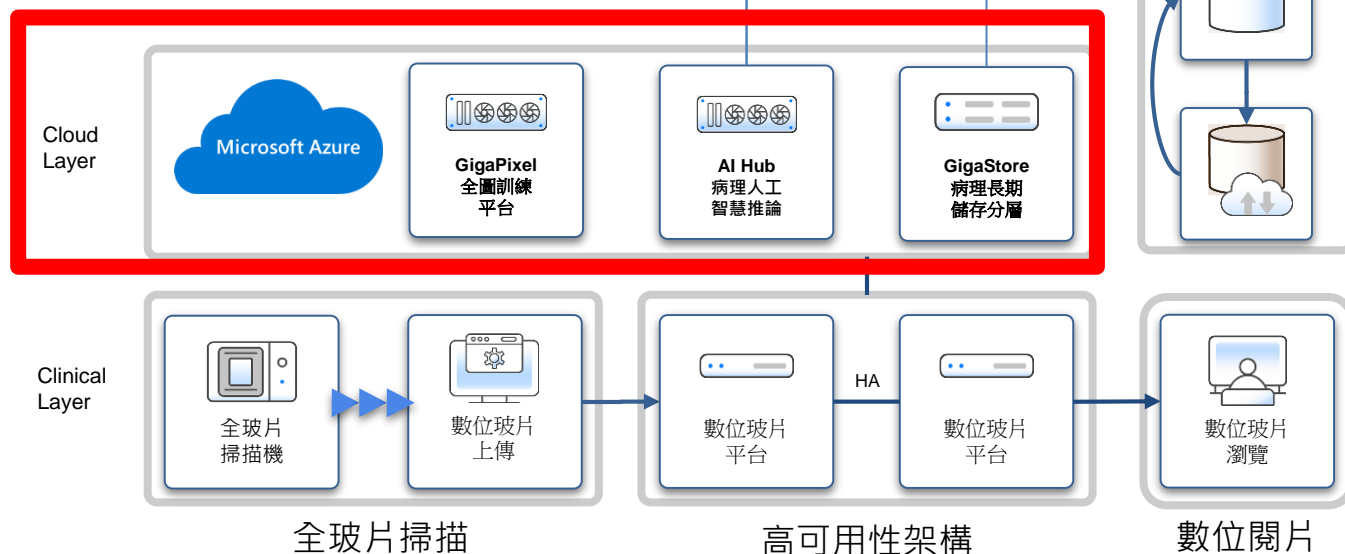 Cloud
Layer
Microsoft Azure
GigaPixel
全圖訓練
平台
AI Hub
病理人工
智慧推論
GigaStore
病理長期
儲存分層
Clinical
Layer
全玻片
掃描機
數位玻片
上傳
數位玻片
平台
HA
數位玻片
平台
數位玻片
瀏覽
全玻片掃描
高可用性架構
數位閱片